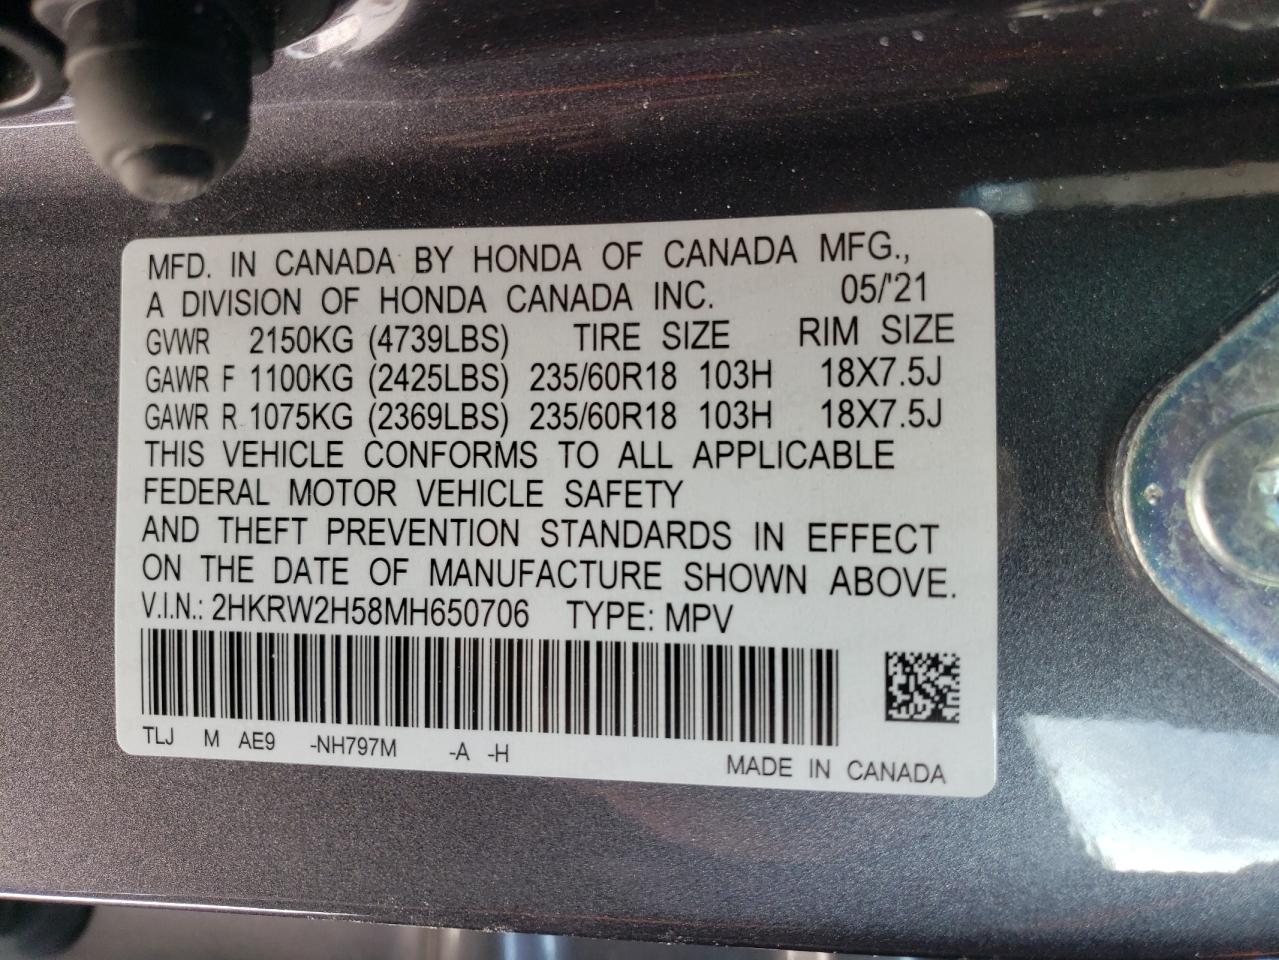 MFD. IN CANADA BY HONDA OF CANADA MFG.,
A DIVISION OF HONDA CANADA INC. 05/'21
GVWR 2150KG (4739LBS) TIRE SIZE RIM SIZE
GAWR F 1100KG (2425LBS) 235/60R18 103H 18X7.5J
GAWR R 1075KG (2369LBS) 235/60R18 103H 18X7.5J
THIS VEHICLE CONFORMS TO ALL APPLICABLE
FEDERAL MOTOR VEHICLE SAFETY
AND THEFT PREVENTION STANDARDS IN EFFECT
ON THE DATE OF MANUFACTURE SHOWN ABOVE.
V.I.N.: 2HKRW2H58MH650706 TYPE: MPV
TLJ M AE9 -NH797M -A -H
MADE IN CANADA